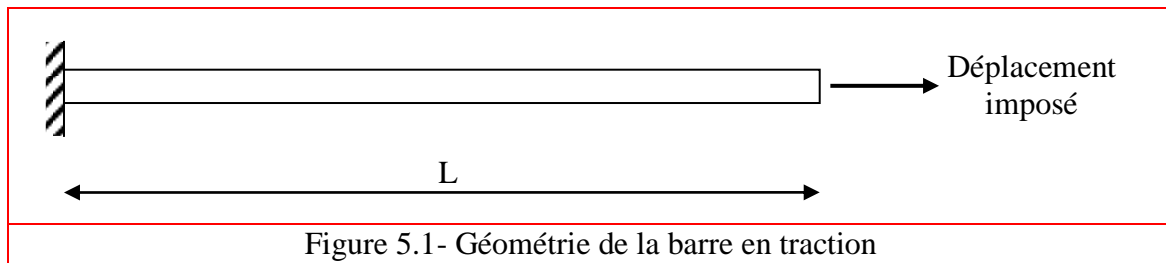 Déplacement
imposé
L
Figure 5.1- Géométrie de la barre en traction